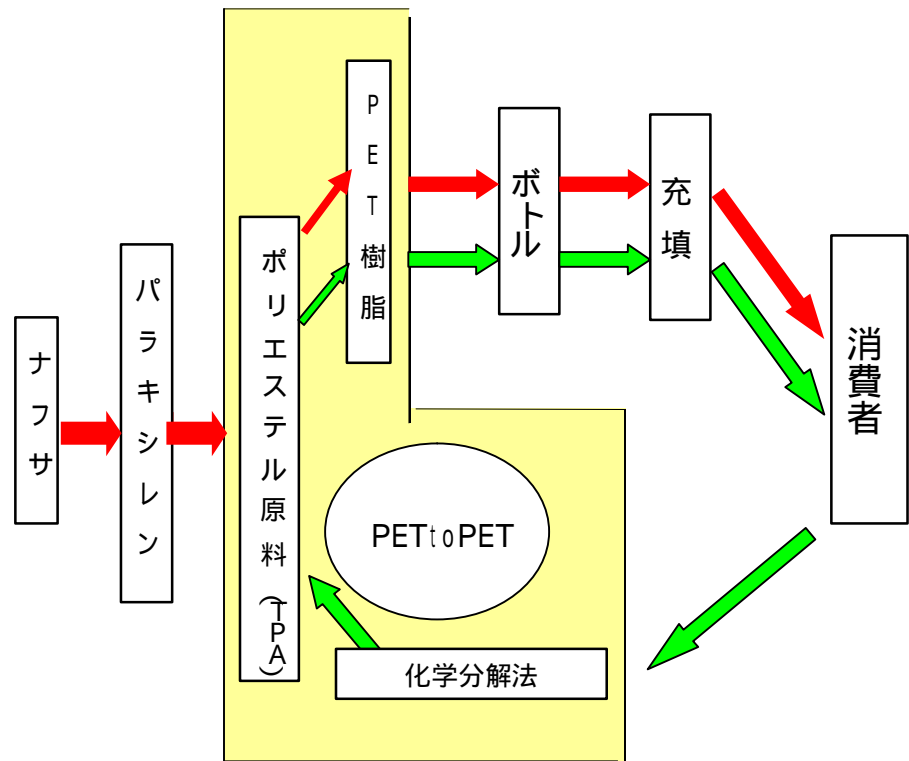 ナフサ
パラキシレン
ポリエステル原料(TPA)
PET樹脂
ボトル
充填
消費者
PETtoPET
化学分解法